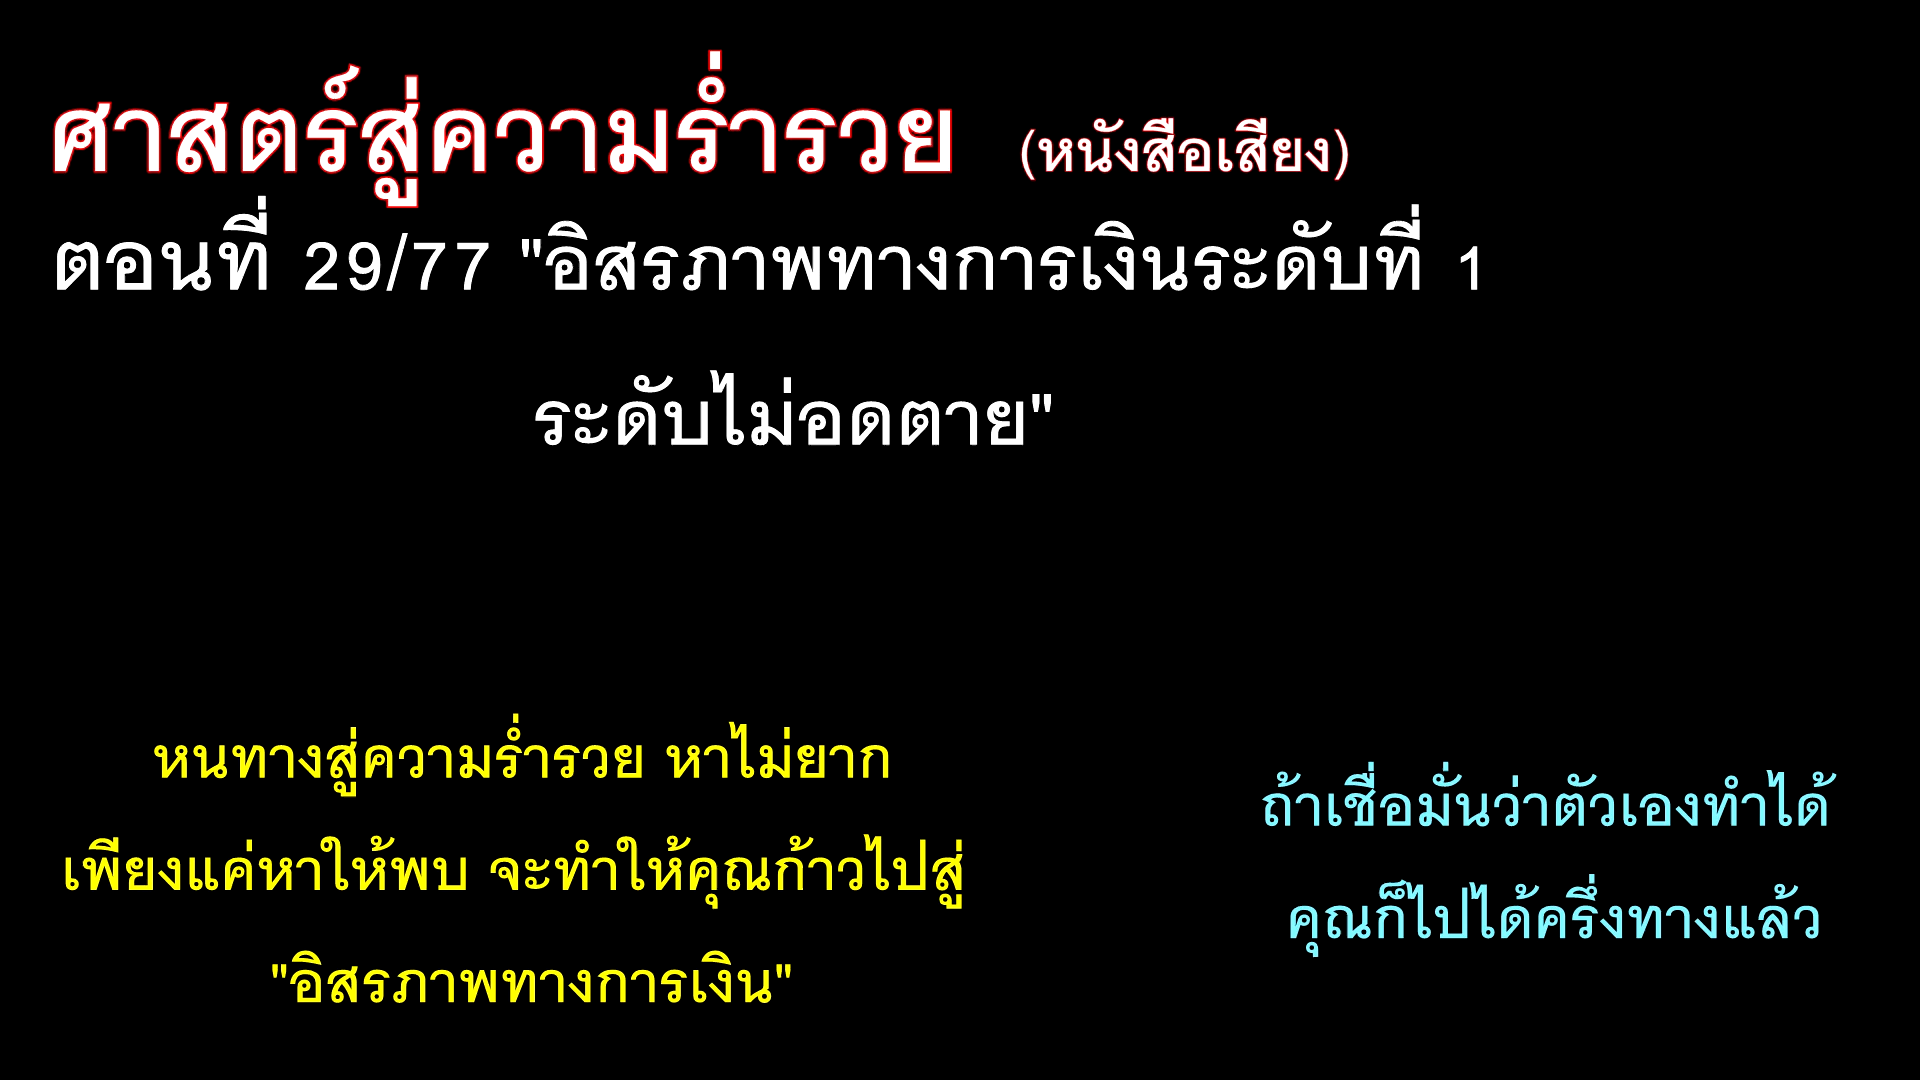 ศาสตร์สู่ความร่ำรวย (หนังสือเสียง)
ตอนที่ 29/77 "อิสรภาพทางการเงินระดับที่ 1
ระดับไม่อดตาย"
หนทางสู่ความร่ำรวย หาไม่ยาก
เพียงแค่หาให้พบ จะทำให้คุณก้าวไปสู่
"อิสรภาพทางการเงิน"
ถ้าเชื่อมั่นว่าตัวเองทำได้
คุณก็ไปได้ครึ่งทางแล้ว